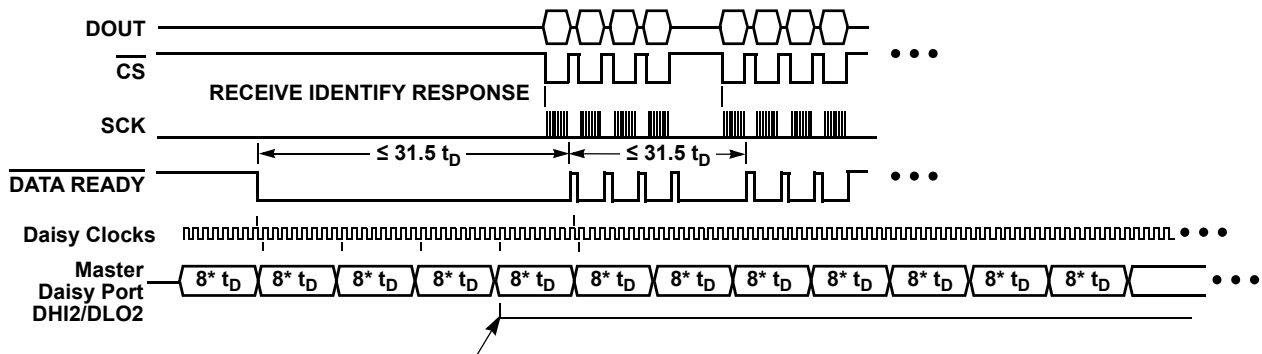 DOUT
CS
RECEIVE IDENTIFY RESPONSE
SCK
≤ 31.5 tD
≤ 31.5 tD
DATA READY
Daisy Clocks
Master
Daisy Port
DHI2/DLO2
8* tD 8* tD 8* tD 8* tD 8* tD 8* tD 8* tD 8* tD 8* tD 8* tD 8* tD 8* tD